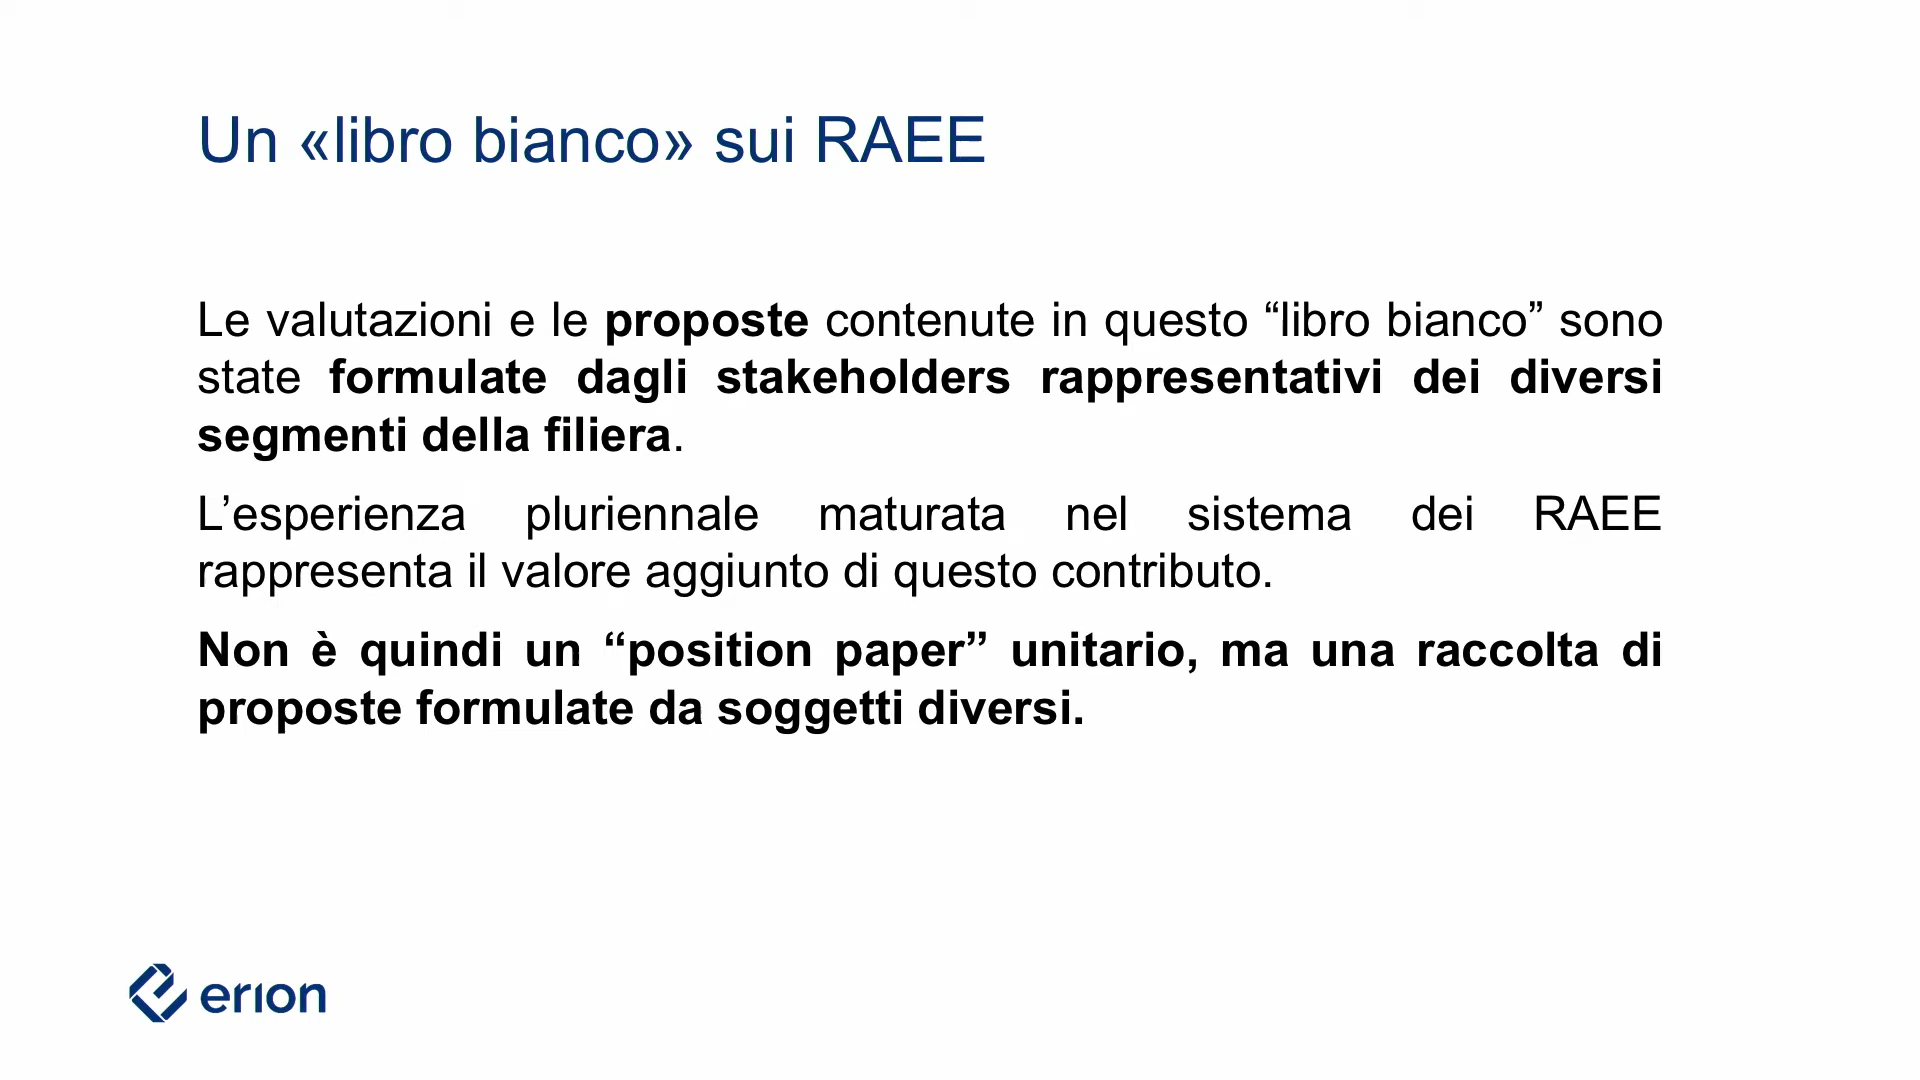 Un «libro bianco» sui RAEE
Le valutazioni e le proposte contenute in questo “libro bianco” sono
state formulate dagli stakeholders rappresentativi dei diversi
segmenti della filiera.
L’esperienza pluriennale maturata nel sistema dei RAEE
rappresenta il valore aggiunto di questo contributo.
Non è quindi un “position paper” unitario, ma una raccolta di
proposte formulate da soggetti diversi.
erion